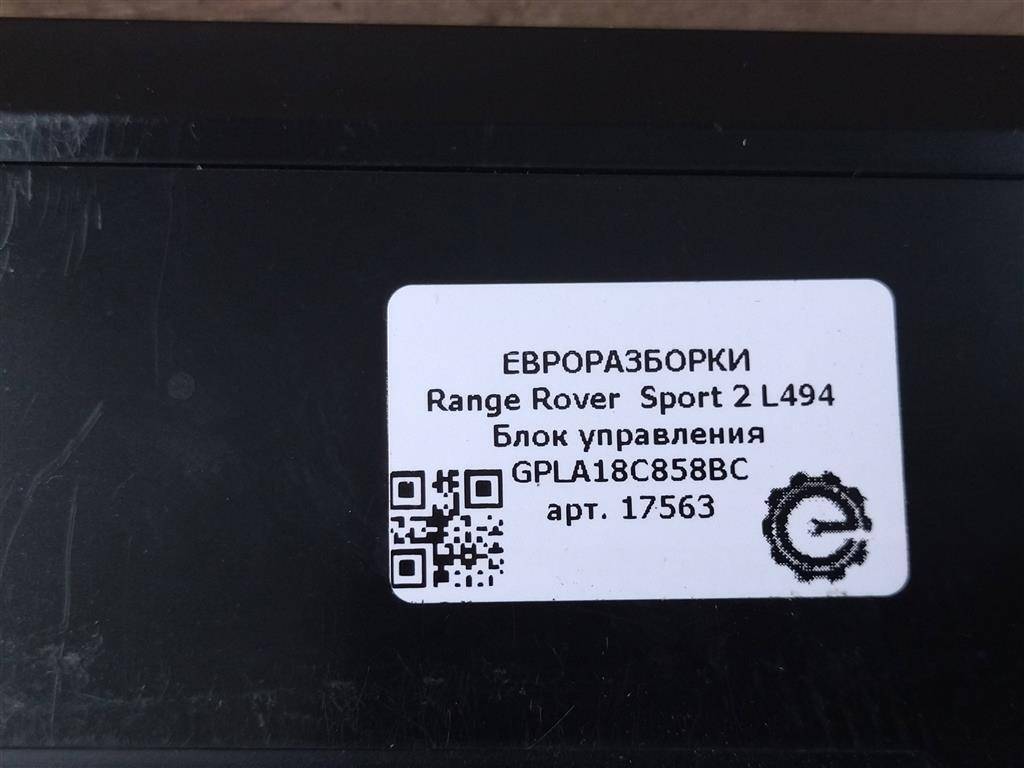 ЕВРОРАЗБОРКИ
Range Rover Sport 2 L494
Блок управления
GPLA18C858BC
арт. 17563